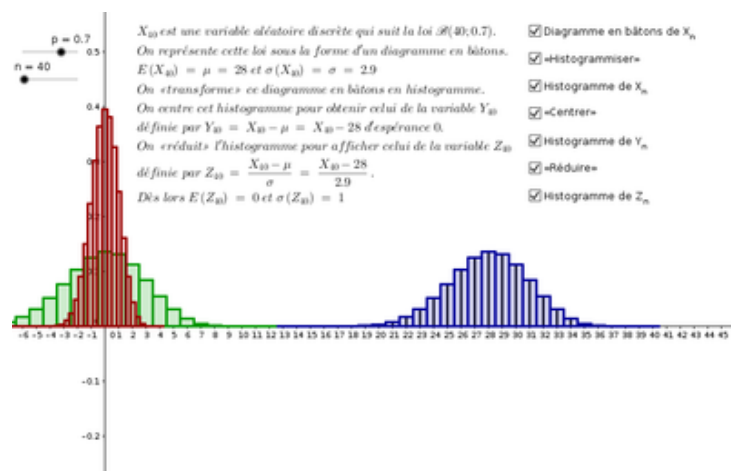 p = 0.7
n = 40
X₄₀ est une variable aléatoire discrète qui suit la loi ℬ(40; 0.7).
On représente cette loi sous la forme d'un diagramme en bâtons.
E(X₄₀) = μ = 28 et σ(X₄₀) = σ = 2.9
On «transforme» ce diagramme en bâtons en histogramme.
On centre cet histogramme pour obtenir celui de la variable Y₄₀
définie par Y₄₀ = X₄₀ − μ = X₄₀ − 28 d'espérance 0.
On «réduit» l'histogramme pour afficher celui de la variable Z₄₀
définie par Z₄₀ = (X₄₀ − μ)/σ = (X₄₀ − 28)/2.9.
Dès lors E(Z₄₀) = 0 et σ(Z₄₀) = 1
Diagramme en bâtons de Xₙ
«Histogrammiser»
Histogramme de Xₙ
«Centrer»
Histogramme de Yₙ
«Réduire»
Histogramme de Zₙ
0.5
0.4
-6 -5 -4 -3 -2 -1 0 1 2 3 4 5 6 7 8 9 10 11 12 13 14 15 16 17 18 19 20 21 22 23 24 25 26 27 28 29 30 31 32 33 34 35 36 37 38 39 40 41 42 43 44 45
-0.1
-0.2